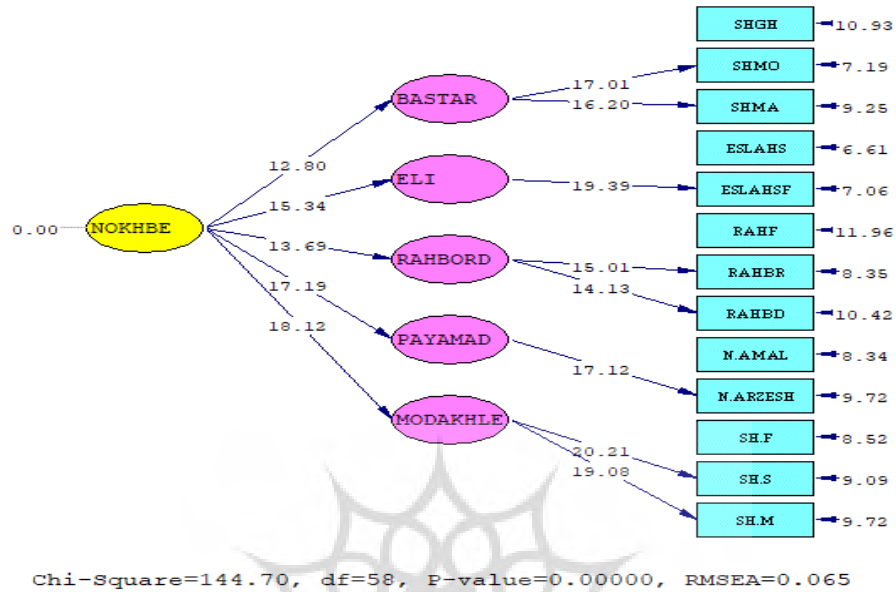 SHGH 10.93
SHMO 7.19
17.01
BASTAR
16.20
SHMA 9.25
ESLAHS 6.61
12.80
ELI
19.39
ESLAHSF 7.06
15.34
0.00 NOKHBE
RAHF 11.96
13.69
RAHBORD
15.01
RAHBR 8.35
14.13
17.19
RAHBD 10.42
18.12
PAYAMAD
N.AMAL 8.34
17.12
N.ARZESH 9.72
MODAKHLE
SH.F 8.52
20.21
19.08
SH.S 9.09
SH.M 9.72
Chi-Square=144.70, df=58, P-value=0.00000, RMSEA=0.065